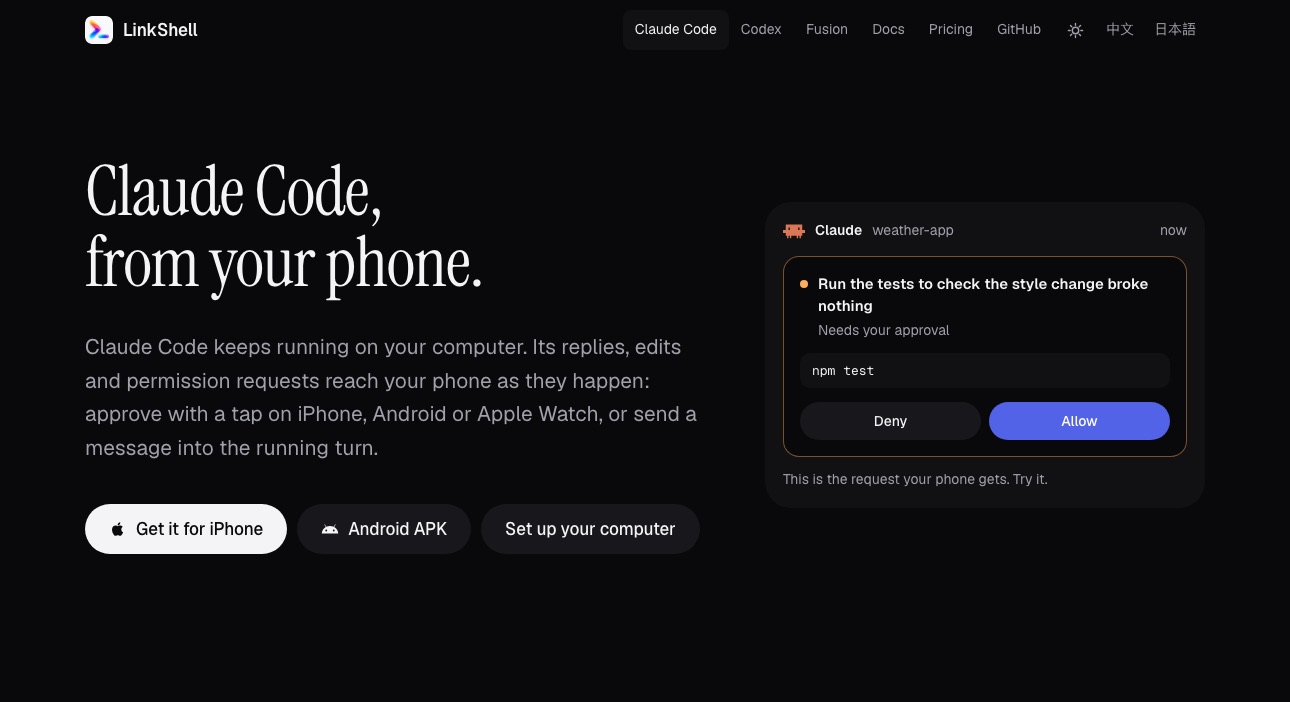 LinkShell
Claude Code
Codex
Fusion
Docs
Pricing
GitHub
中文
日本語
Claude Code,
from your phone.
Claude Code keeps running on your computer. Its replies, edits
and permission requests reach your phone as they happen:
approve with a tap on iPhone, Android or Apple Watch, or send a
message into the running turn.
Get it for iPhone
Android APK
Set up your computer
Claude weather-app now
Run the tests to check the style change broke
nothing
Needs your approval
npm test
Deny
Allow
This is the request your phone gets. Try it.